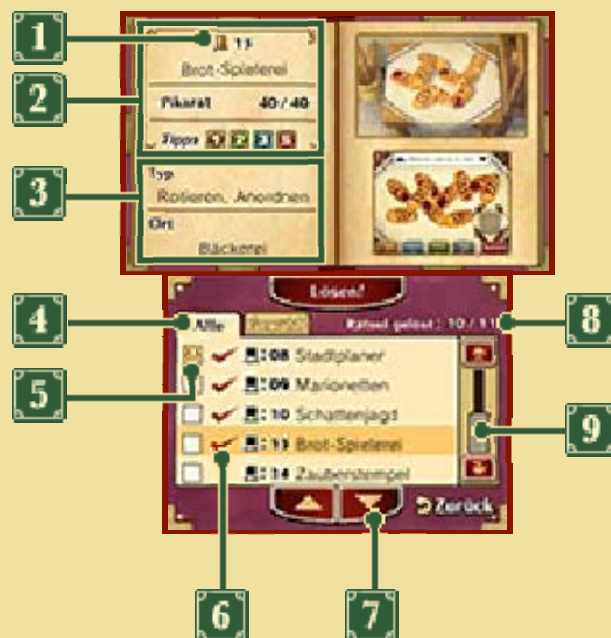 1
13
Brot-Spielerei
2
Pikarat 40/40
Tipps
3
Typ
Rotieren, Anordnen
Ort
Bäckerei
Lösen!
4
Alle
Rätsel gelöst: 10/11
8
5
:08 Stadtplaner
:09 Marionetten
:10 Schattenjagd
:13 Brot-Spielerei
:14 Zauberstempel
9
Zurück
6
7